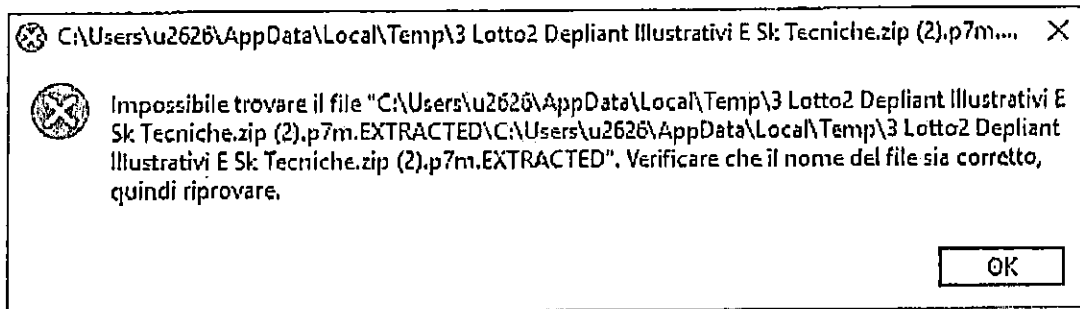 C:\Users\u2626\AppData\Local\Temp\3 Lotto2 Depliant Illustrativi E Sk Tecniche.zip (2).p7m....
Impossibile trovare il file "C:\Users\u2626\AppData\Local\Temp\3 Lotto2 Depliant Illustrativi E
Sk Tecniche.zip (2).p7m.EXTRACTED\C:\Users\u2626\AppData\Local\Temp\3 Lotto2 Depliant
Illustrativi E Sk Tecniche.zip (2).p7m.EXTRACTED". Verificare che il nome del file sia corretto,
quindi riprovare.
OK